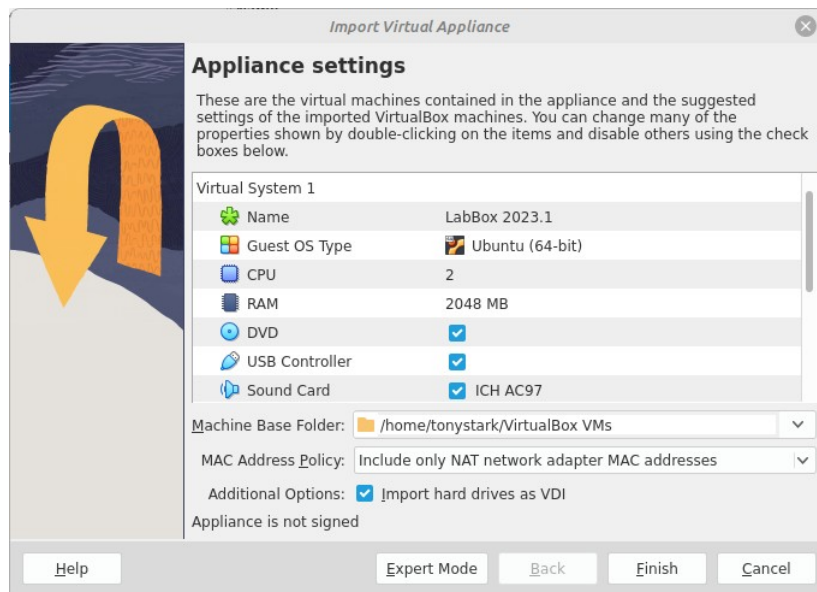 Import Virtual Appliance
Appliance settings
These are the virtual machines contained in the appliance and the suggested
settings of the imported VirtualBox machines. You can change many of the
properties shown by double-clicking on the items and disable others using the check
boxes below.
Virtual System 1
Name LabBox 2023.1
Guest OS Type Ubuntu (64-bit)
CPU 2
RAM 2048 MB
DVD
USB Controller
Sound Card ICH AC97
Machine Base Folder: /home/tonystark/VirtualBox VMs
MAC Address Policy: Include only NAT network adapter MAC addresses
Additional Options: Import hard drives as VDI
Appliance is not signed
Help Expert Mode Back Finish Cancel